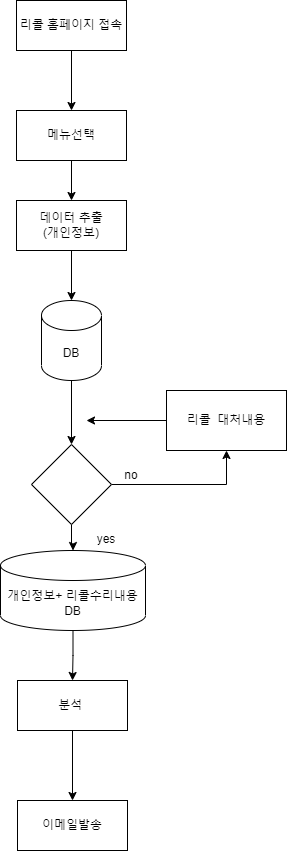 리콜 홈페이지 접속
메뉴선택
데이터 추출
(개인정보)
DB
리콜 대처내용
no
yes
개인정보+ 리콜수리내용
DB
분석
이메일발송